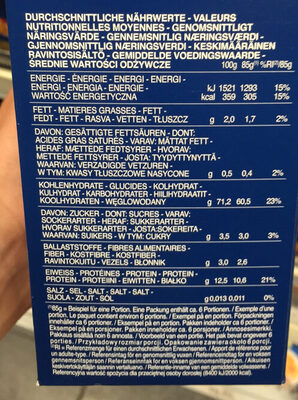 DURCHSCHNITTLICHE NÄHRWERTE - VALEURS
NUTRITIONNELLES MOYENNES - GENOMSNITTLIGT
NÄRINGSVÄRDE - GENNEMSNITLIG NÆRINGSVÆRDI -
GJENNOMSNITTLIG NÆRINGSVERDI - KESKIMÄÄRÄINEN
RAVINTOSISÄLTÖ - GEMIDDELDE VOEDINGSWAARDE -
ŚREDNIE WARTOŚCI ODŻYWCZE 100g 85g(*) %RI(**)/85g
ENERGIE - ÉNERGIE - ENERGI - ENERGI -
ENERGI - ENERGIA - ENERGIE - kJ 1521 1293 15%
WARTOŚĆ ENERGETYCZNA kcal 359 305 15%
FETT - MATIERES GRASSES - FETT -
FEDT - FETT - RASVA - VETTEN - TŁUSZCZ g 2,0 1,7 2%
DAVON: GESÄTTIGTE FETTSÄUREN - DONT:
ACIDES GRAS SATURÉS - VARAV: MÄTTAT FETT -
HERAF: MÆTTEDE FEDTSYRER - HVORAV:
METTEDE FETTSYRER - JOSTA: TYYDYTTYNYTTÄ -
WAARVAN: VERZADIGDE VETZUREN -
W TYM: KWASY TŁUSZCZOWE NASYCONE g 0,5 0,4 2%
KOHLENHYDRATE - GLUCIDES - KOLHYDRAT -
KULHYDRAT - KARBOHYDRATER - HIILIHYDRAATIT -
KOOLHYDRATEN - WĘGLOWODANY g 71,2 60,5 23%
DAVON: ZUCKER - DONT: SUCRES - VARAV:
SOCKERARTER - HERAF: SUKKERARTER -
HVORAV SUKKERARTER - JOSTA: SOKEREITA -
WAARVAN: SUIKERS - W TYM: CUKRY g 3,5 3,0 3%
BALLASTSTOFFE - FIBRES ALIMENTAIRES -
FIBER - KOSTFIBRE - KOSTFIBER -
RAVINTOKUITU - VEZELS - BŁONNIK g 3,0 2,6
EIWEISS - PROTÉINES - PROTEIN - PROTEIN -
PROTEIN - PROTEIINI - EIWITTEN - BIAŁKO g 12,5 10,6 21%
SALZ - SEL - SALT - SALT - SALT -
SUOLA - ZOUT - SÓL g 0,013 0,011 0%